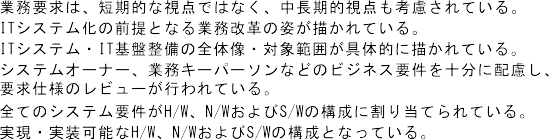 業務要求は、短期的な視点ではなく、中長期的視点も考慮されている。
ITシステム化の前提となる業務改革の姿が描かれている。
ITシステム・IT基盤整備の全体像・対象範囲が具体的に描かれている。
システムオーナー、業務キーパーソンなどのビジネス要件を十分に配慮し、
要求仕様のレビューが行われている。
全てのシステム要件がH/W、N/WおよびS/Wの構成に割り当てられている。
実現・実装可能なH/W、N/WおよびS/Wの構成となっている。